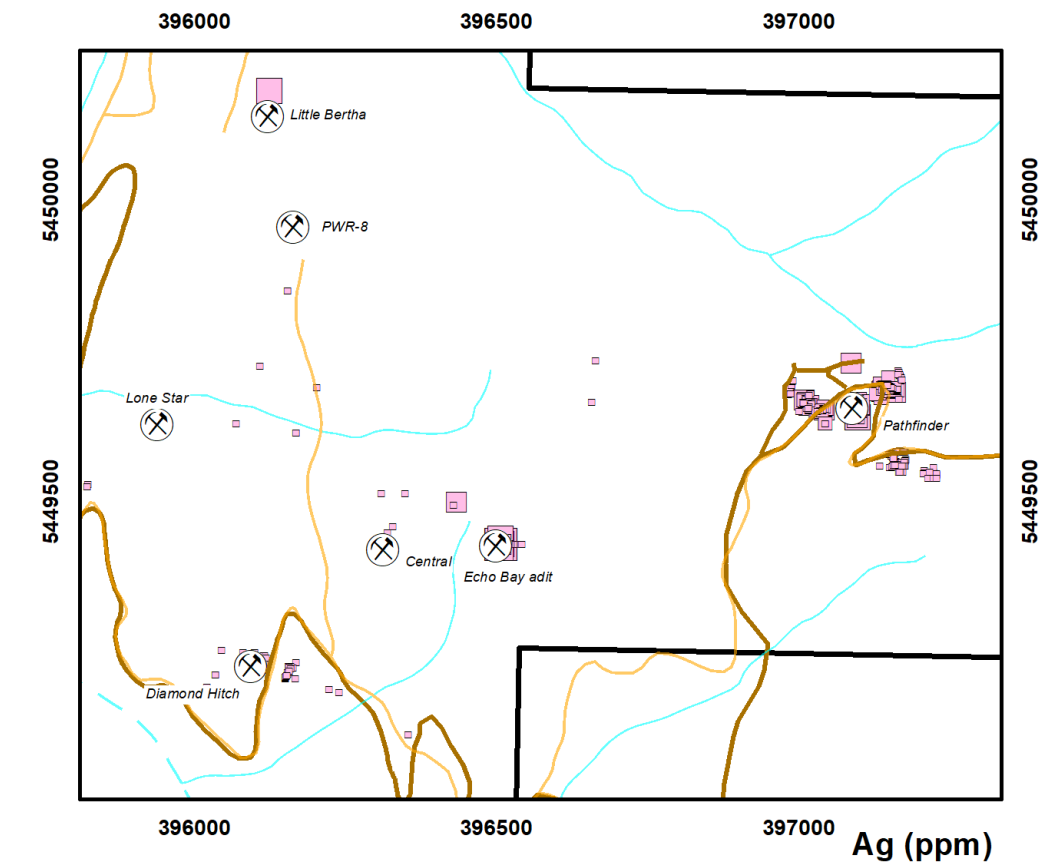 396000 396500 397000
Little Bertha
5450000
5450000
PWR-8
Lone Star
Pathfinder
5449500
5449500
Central
Echo Bay adit
Diamond Hitch
396000 396500 397000
Ag (ppm)